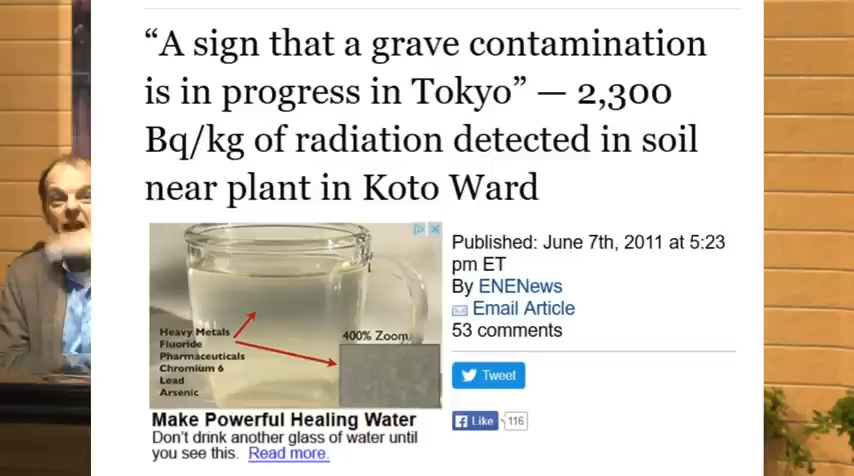 “A sign that a grave contamination
is in progress in Tokyo” — 2,300
Bq/kg of radiation detected in soil
near plant in Koto Ward
Published: June 7th, 2011 at 5:23
pm ET
By ENENews
Email Article
53 comments
Tweet
Like 116
Heavy Metals
Fluoride
Pharmaceuticals
Chromium 6
Lead
Arsenic
400% Zoom
Make Powerful Healing Water
Don't drink another glass of water until
you see this. Read more.